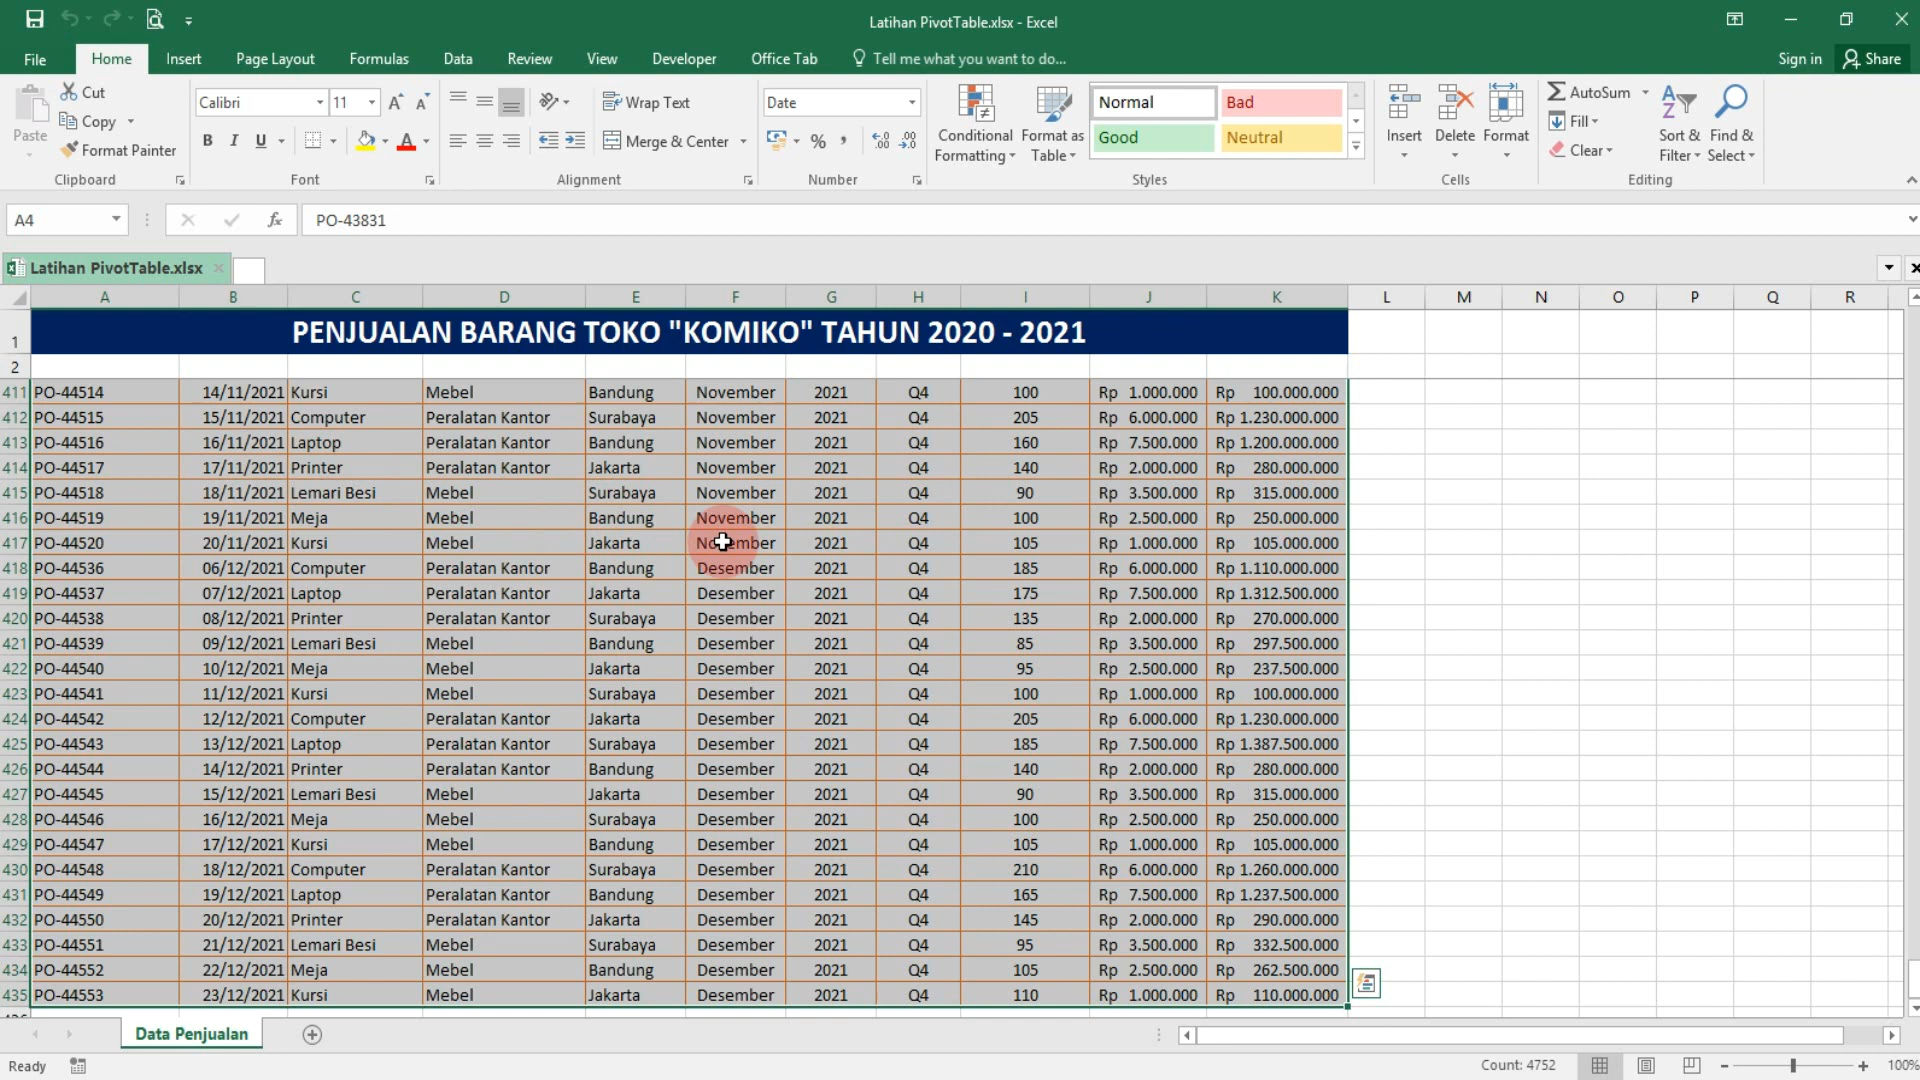 Latihan PivotTable.xlsx - Excel
File Home Insert Page Layout Formulas Data Review View Developer Office Tab Tell me what you want to do... Sign in Share
Paste
Cut
Copy
Format Painter
Clipboard
Calibri 11
B I U
Font
Wrap Text
Merge & Center
Alignment
Date
%
Number
Conditional Formatting
Format as Table
Normal Bad
Good Neutral
Styles
Insert Delete Format
Cells
AutoSum
Fill
Clear
Sort & Filter
Find & Select
Editing
A4 fx PO-43831
Latihan PivotTable.xlsx
A B C D E F G H I J K L M N O P Q R
1 PENJUALAN BARANG TOKO "KOMIKO" TAHUN 2020 - 2021
2
411 PO-44514 14/11/2021 Kursi Mebel Bandung November 2021 Q4 100 Rp 1.000.000 Rp 100.000.000
412 PO-44515 15/11/2021 Computer Peralatan Kantor Surabaya November 2021 Q4 205 Rp 6.000.000 Rp 1.230.000.000
413 PO-44516 16/11/2021 Laptop Peralatan Kantor Bandung November 2021 Q4 160 Rp 7.500.000 Rp 1.200.000.000
414 PO-44517 17/11/2021 Printer Peralatan Kantor Jakarta November 2021 Q4 140 Rp 2.000.000 Rp 280.000.000
415 PO-44518 18/11/2021 Lemari Besi Mebel Surabaya November 2021 Q4 90 Rp 3.500.000 Rp 315.000.000
416 PO-44519 19/11/2021 Meja Mebel Bandung November 2021 Q4 100 Rp 2.500.000 Rp 250.000.000
417 PO-44520 20/11/2021 Kursi Mebel Jakarta November 2021 Q4 105 Rp 1.000.000 Rp 105.000.000
418 PO-44536 06/12/2021 Computer Peralatan Kantor Bandung Desember 2021 Q4 185 Rp 6.000.000 Rp 1.110.000.000
419 PO-44537 07/12/2021 Laptop Peralatan Kantor Jakarta Desember 2021 Q4 175 Rp 7.500.000 Rp 1.312.500.000
420 PO-44538 08/12/2021 Printer Peralatan Kantor Surabaya Desember 2021 Q4 135 Rp 2.000.000 Rp 270.000.000
421 PO-44539 09/12/2021 Lemari Besi Mebel Bandung Desember 2021 Q4 85 Rp 3.500.000 Rp 297.500.000
422 PO-44540 10/12/2021 Meja Mebel Jakarta Desember 2021 Q4 95 Rp 2.500.000 Rp 237.500.000
423 PO-44541 11/12/2021 Kursi Mebel Surabaya Desember 2021 Q4 100 Rp 1.000.000 Rp 100.000.000
424 PO-44542 12/12/2021 Computer Peralatan Kantor Jakarta Desember 2021 Q4 205 Rp 6.000.000 Rp 1.230.000.000
425 PO-44543 13/12/2021 Laptop Peralatan Kantor Surabaya Desember 2021 Q4 185 Rp 7.500.000 Rp 1.387.500.000
426 PO-44544 14/12/2021 Printer Peralatan Kantor Bandung Desember 2021 Q4 140 Rp 2.000.000 Rp 280.000.000
427 PO-44545 15/12/2021 Lemari Besi Mebel Jakarta Desember 2021 Q4 90 Rp 3.500.000 Rp 315.000.000
428 PO-44546 16/12/2021 Meja Mebel Surabaya Desember 2021 Q4 100 Rp 2.500.000 Rp 250.000.000
429 PO-44547 17/12/2021 Kursi Mebel Bandung Desember 2021 Q4 105 Rp 1.000.000 Rp 105.000.000
430 PO-44548 18/12/2021 Computer Peralatan Kantor Surabaya Desember 2021 Q4 210 Rp 6.000.000 Rp 1.260.000.000
431 PO-44549 19/12/2021 Laptop Peralatan Kantor Bandung Desember 2021 Q4 165 Rp 7.500.000 Rp 1.237.500.000
432 PO-44550 20/12/2021 Printer Peralatan Kantor Jakarta Desember 2021 Q4 145 Rp 2.000.000 Rp 290.000.000
433 PO-44551 21/12/2021 Lemari Besi Mebel Surabaya Desember 2021 Q4 95 Rp 3.500.000 Rp 332.500.000
434 PO-44552 22/12/2021 Meja Mebel Bandung Desember 2021 Q4 105 Rp 2.500.000 Rp 262.500.000
435 PO-44553 23/12/2021 Kursi Mebel Jakarta Desember 2021 Q4 110 Rp 1.000.000 Rp 110.000.000
Data Penjualan
Ready Count: 4752 100%